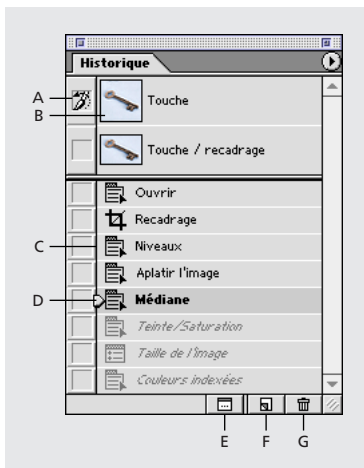 Historique
A
Touche
B
Touche / recadrage
Ouvrir
Recadrage
C
Niveaux
Aplatir l'image
D
Médiane
Teinte/Saturation
Taille de l'image
Couleurs indexées
E
F
G